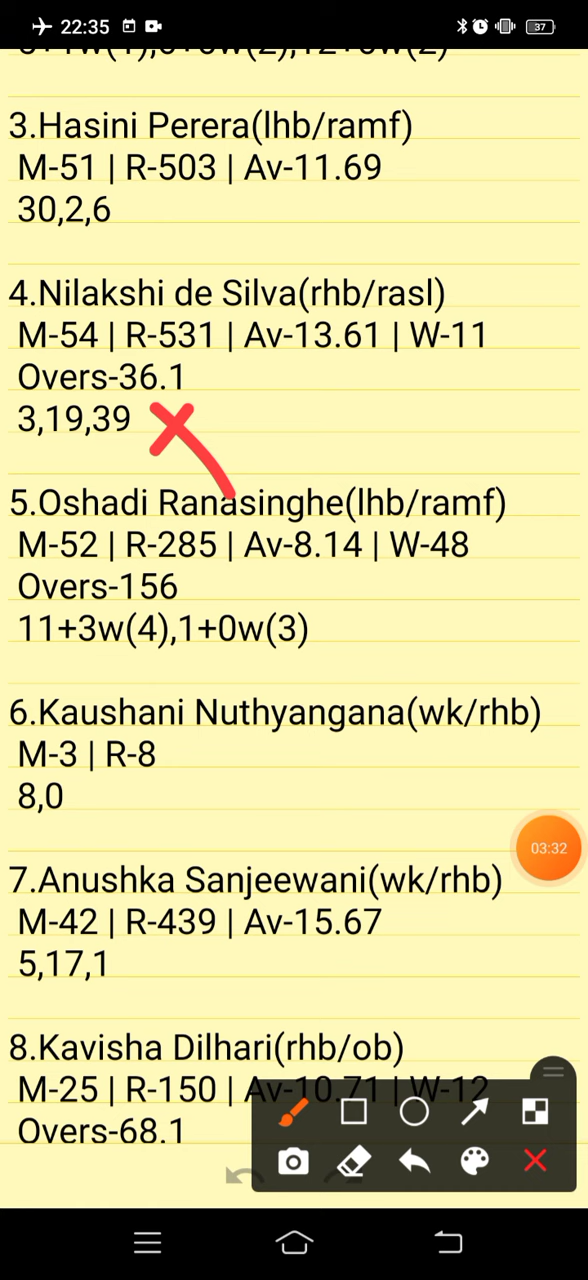 22:35
37
3.Hasini Perera(lhb/ramf)
M-51 | R-503 | Av-11.69
30,2,6
4.Nilakshi de Silva(rhb/rasl)
M-54 | R-531 | Av-13.61 | W-11
Overs-36.1
3,19,39
5.Oshadi Ranasinghe(lhb/ramf)
M-52 | R-285 | Av-8.14 | W-48
Overs-156
11+3w(4),1+0w(3)
6.Kaushani Nuthyangana(wk/rhb)
M-3 | R-8
8,0
03:32
7.Anushka Sanjeewani(wk/rhb)
M-42 | R-439 | Av-15.67
5,17,1
8.Kavisha Dilhari(rhb/ob)
M-25 | R-150 | Av-10.71 | W-12
Overs-68.1